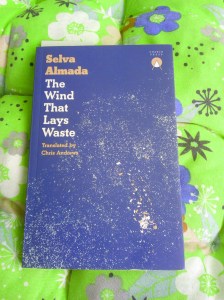 Selva
Almada
The
Wind
That
Lays
Waste
Translated by
Chris Andrews